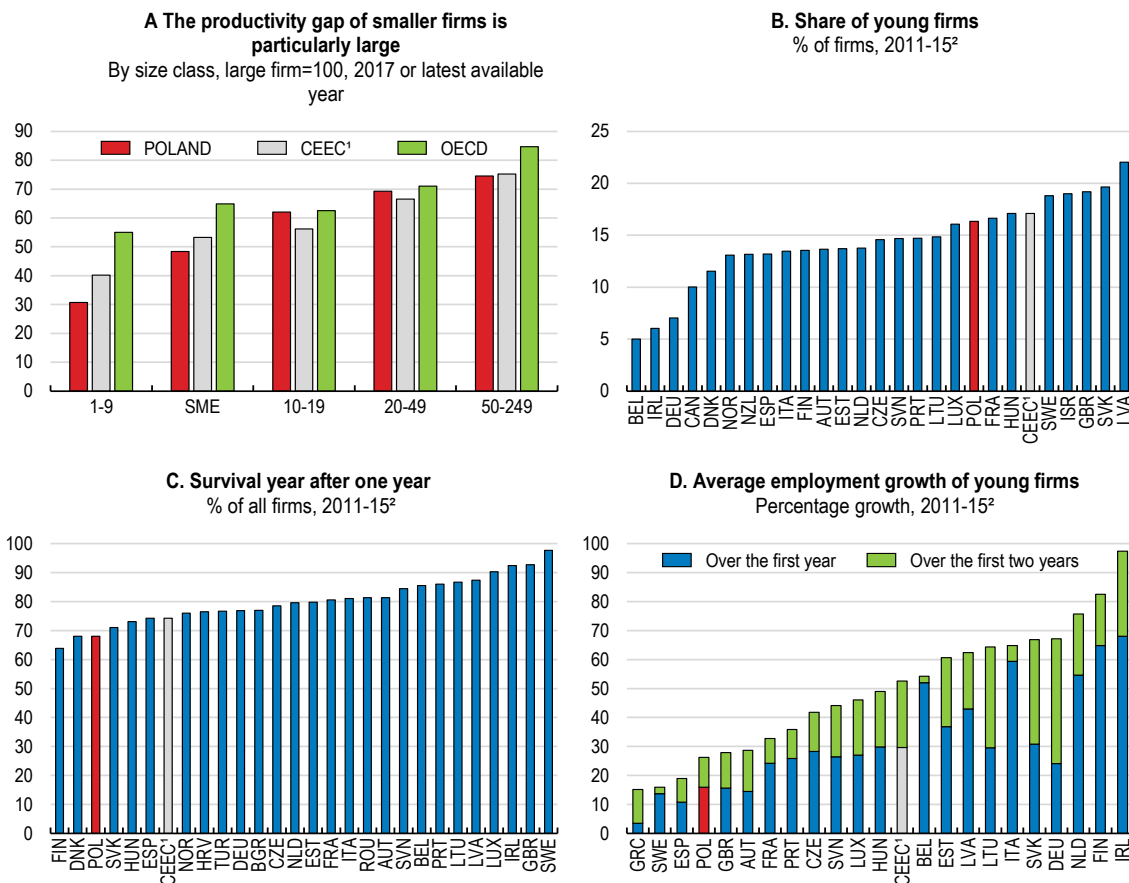 A The productivity gap of smaller firms is
particularly large
By size class, large firm=100, 2017 or latest available
year
90
80
70
60
50
40
30
20
10
0
POLAND
CEEC¹
OECD
1-9
SME
10-19
20-49
50-249
B. Share of young firms
% of firms, 2011-15²
25
20
15
10
5
0
BEL
IRL
DEU
CAN
DNK
NOR
NZL
ESP
ITA
FIN
AUT
EST
NLD
CZE
SVN
PRT
LTU
LUX
POL
FRA
HUN
CEEC¹
SWE
ISR
GBR
SVK
LVA
C. Survival year after one year
% of all firms, 2011-15²
100
90
80
70
60
50
40
30
20
10
0
FIN
DNK
POL
SVK
HUN
ESP
CEEC¹
NOR
HRV
TUR
DEU
BGR
CZE
NLD
EST
FRA
ITA
ROU
AUT
SVN
BEL
PRT
LTU
LVA
LUX
IRL
GBR
SWE
D. Average employment growth of young firms
Percentage growth, 2011-15²
100
90
80
70
60
50
40
30
20
10
0
Over the first year
Over the first two years
GRC
SWE
ESP
POL
GBR
AUT
FRA
PRT
CZE
SVN
LUX
HUN
CEEC¹
BEL
EST
LVA
LTU
ITA
SVK
DEU
NLD
FIN
IRL